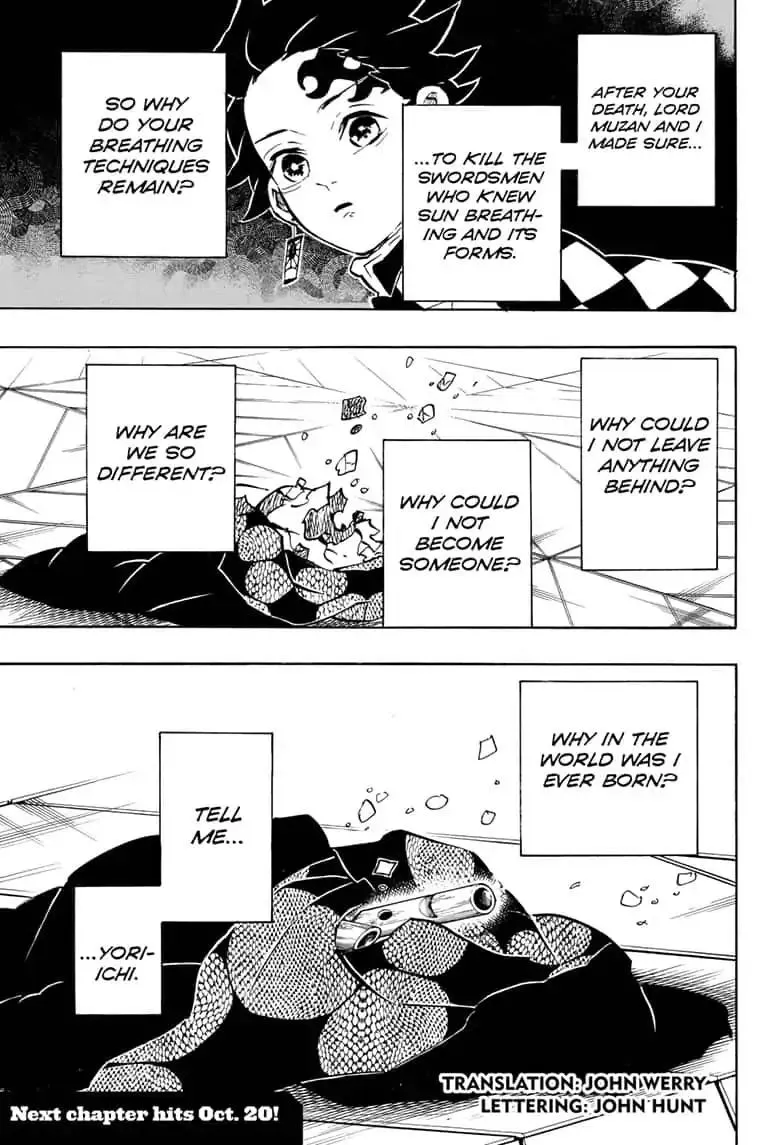 AFTER YOUR
DEATH, LORD
MUZAN AND I
MADE SURE...
...TO KILL THE
SWORDSMEN
WHO KNEW
SUN BREATH-
ING AND ITS
FORMS.
SO WHY
DO YOUR
BREATHING
TECHNIQUES
REMAIN?
WHY COULD
I NOT LEAVE
ANYTHING
BEHIND?
WHY COULD
I NOT
BECOME
SOMEONE?
WHY ARE
WE SO
DIFFERENT?
WHY IN THE
WORLD WAS I
EVER BORN?
TELL
ME...
...YORI-
ICHI.
TRANSLATION: JOHN WERRY
LETTERING: JOHN HUNT
Next chapter hits Oct. 20!